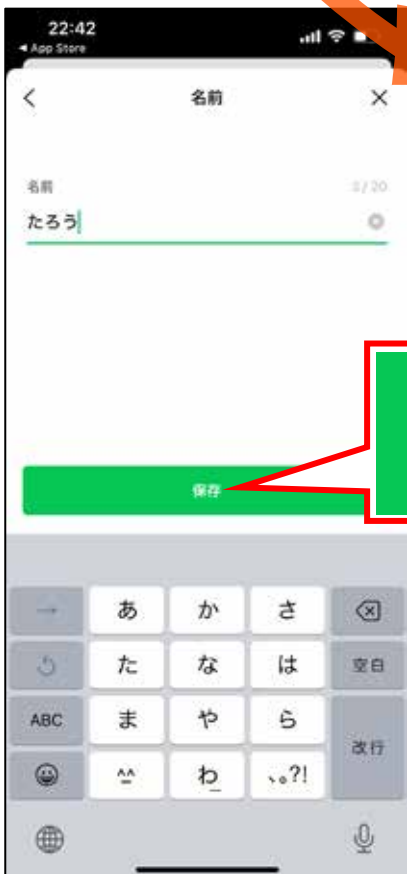 22:42
◀ App Store
名前
名前
3/20
たろう
保存
→ あ か さ
た な は 空白
ABC ま や ら 改行
^^ わ 、。?!